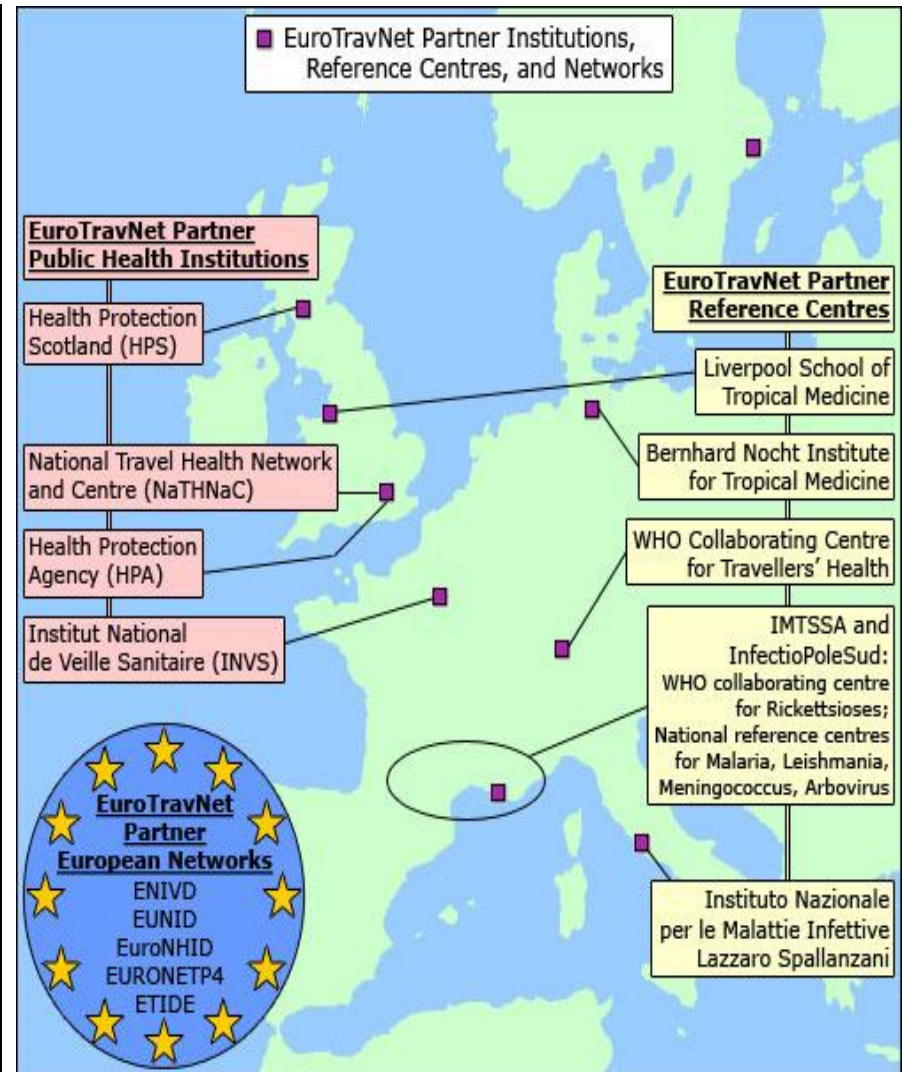 EuroTravNet Partner Institutions,
Reference Centres, and Networks
EuroTravNet Partner
Public Health Institutions
Health Protection
Scotland (HPS)
National Travel Health Network
and Centre (NaTHNaC)
Health Protection
Agency (HPA)
Institut National
de Veille Sanitaire (INVS)
EuroTravNet Partner
Reference Centres
Liverpool School of
Tropical Medicine
Bernhard Nocht Institute
for Tropical Medicine
WHO Collaborating Centre
for Travellers’ Health
IMTSSA and
InfectioPoleSud:
WHO collaborating centre
for Rickettsioses;
National reference centres
for Malaria, Leishmania,
Meningococcus, Arbovirus
Instituto Nazionale
per le Malattie Infettive
Lazzaro Spallanzani
EuroTravNet
Partner
European Networks
ENIVD
EUNID
EuroNHID
EURONETP4
ETIDE